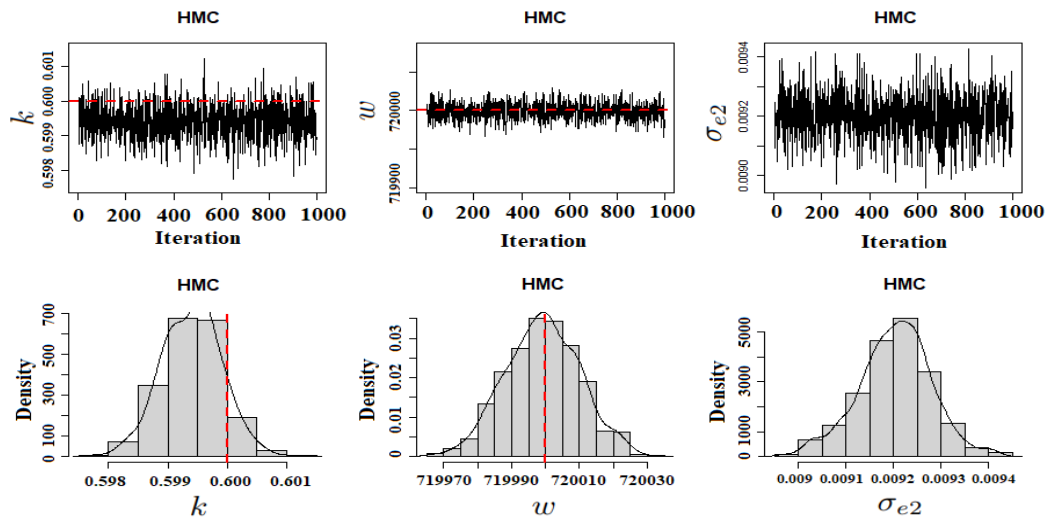 HMC HMC HMC
k
0.598 0.599 0.600 0.601
0 200 400 600 800 1000
Iteration
w
719900 720000
0 200 400 600 800 1000
Iteration
σe2
0.0090 0.0092 0.0094
0 200 400 600 800 1000
Iteration
HMC HMC HMC
Density
0 100 300 500 700
0.598 0.599 0.600 0.601
k
Density
0 0.01 0.02 0.03
719970 719990 720010 720030
w
Density
0 1000 3000 5000
0.009 0.0091 0.0092 0.0093 0.0094
σe2